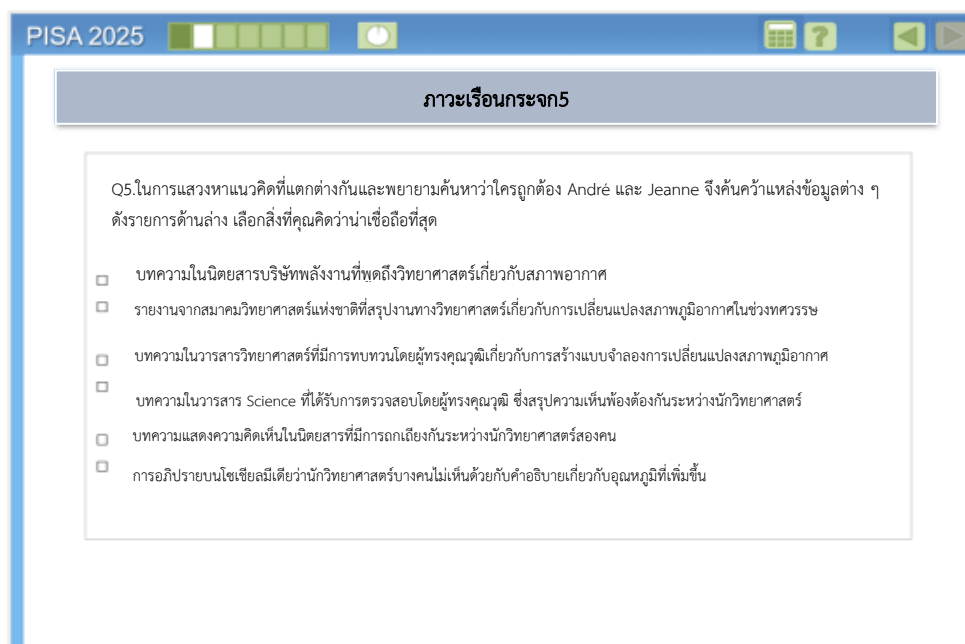 PISA 2025
ภาวะเรือนกระจก5
Q5.ในการแสวงหาแนวคิดที่แตกต่างกันและพยายามค้นหาว่าใครถูกต้อง André และ Jeanne จึงค้นคว้าแหล่งข้อมูลต่าง ๆ
ดังรายการด้านล่าง เลือกสิ่งที่คุณคิดว่าน่าเชื่อถือที่สุด
บทความในนิตยสารบริษัทพลังงานที่พูดถึงวิทยาศาสตร์เกี่ยวกับสภาพอากาศ
รายงานจากสมาคมวิทยาศาสตร์แห่งชาติที่สรุปงานทางวิทยาศาสตร์เกี่ยวกับการเปลี่ยนแปลงสภาพภูมิอากาศในช่วงทศวรรษ
บทความในวารสารวิทยาศาสตร์ที่มีการทบทวนโดยผู้ทรงคุณวุฒิเกี่ยวกับการสร้างแบบจำลองการเปลี่ยนแปลงสภาพภูมิอากาศ
บทความในวารสาร Science ที่ได้รับการตรวจสอบโดยผู้ทรงคุณวุฒิ ซึ่งสรุปความเห็นพ้องต้องกันระหว่างนักวิทยาศาสตร์
บทความแสดงความคิดเห็นในนิตยสารที่มีการถกเถียงกันระหว่างนักวิทยาศาสตร์สองคน
การอภิปรายบนโซเชียลมีเดียว่านักวิทยาศาสตร์บางคนไม่เห็นด้วยกับคำอธิบายเกี่ยวกับอุณหภูมิที่เพิ่มขึ้น